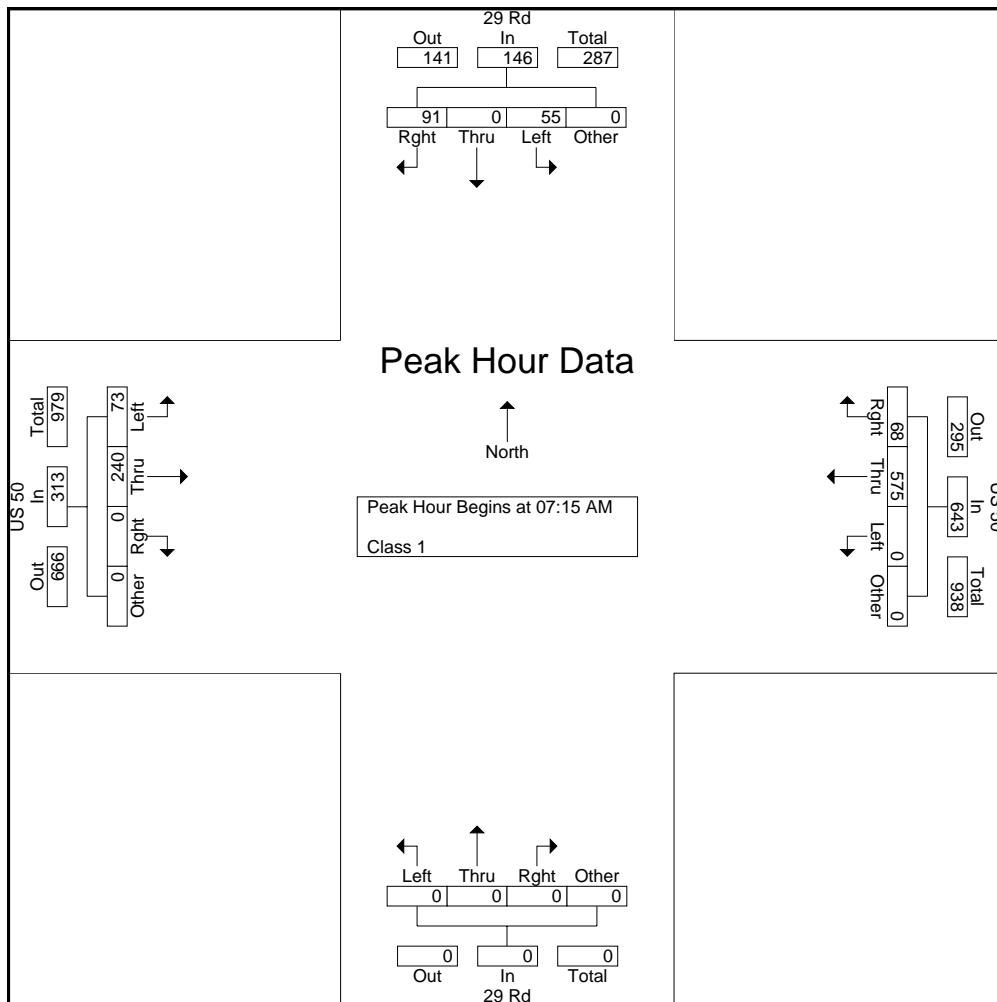 29 Rd
Out In Total
141 146 287
91 0 55 0
Rght Thru Left Other
Peak Hour Data
North
Peak Hour Begins at 07:15 AM
Class 1
US 50
Out In Total
666 313 979
Other Rght Thru Left
0 0 240 73
US 50
Out In Total
295 643 938
Rght Thru Left Other
68 575 0 0
Left Thru Rght Other
0 0 0 0
0 0 0
Out In Total
29 Rd